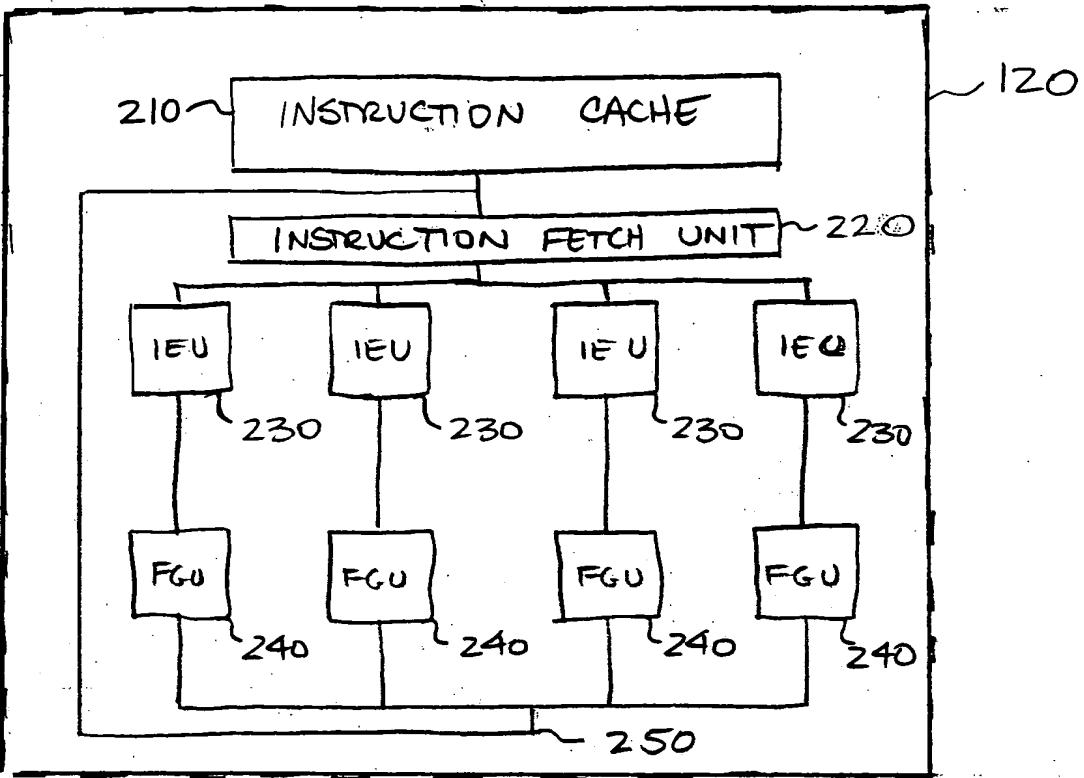 120
210 INSTRUCTION CACHE
INSTRUCTION FETCH UNIT 220
IEU IEU IEU IEU
230 230 230 230
FGU FGU FGU FGU
240 240 240 240
250